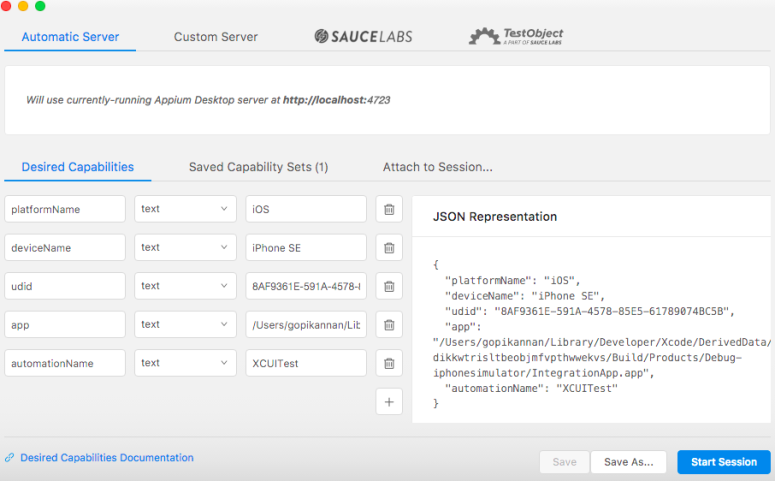 Automatic Server
Custom Server
SAUCELABS
TestObject
A PART OF SAUCE LABS
Will use currently-running Appium Desktop server at http://localhost:4723
Desired Capabilities
Saved Capability Sets (1)
Attach to Session...
platformName
text
iOS
deviceName
text
iPhone SE
udid
text
8AF9361E-591A-4578-8
app
text
/Users/gopikannan/Lib
automationName
text
XCUITest
JSON Representation
{
"platformName": "iOS",
"deviceName": "iPhone SE",
"udid": "8AF9361E-591A-4578-85E5-61789074BC5B",
"app":
"/Users/gopikannan/Library/Developer/Xcode/DerivedData/
dikkwtrisltbeobjmfvpthwwekvs/Build/Products/Debug-
iphonesimulator/IntegrationApp.app",
"automationName": "XCUITest"
}
+
Desired Capabilities Documentation
Save
Save As...
Start Session